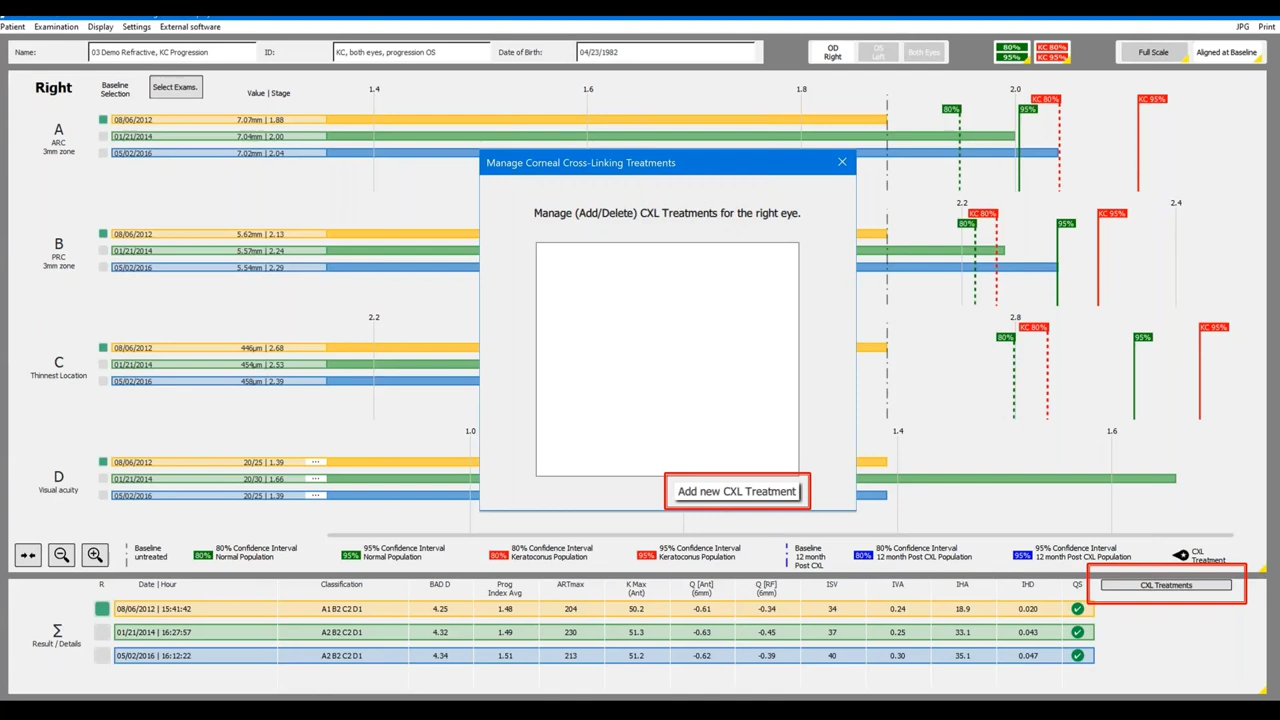 Patient Examination Display Settings External software JPG Print
Name: 03 Demo Refractive, KC Progression ID: KC, both eyes, progression OS Date of Birth: 04/23/1982
OD Right
OS Left
Both Eyes
80% 95%
KC 80% KC 95%
Full Scale
Aligned at Baseline
Right
Baseline Selection
Select Exams.
Value | Stage
1.4 1.6 1.8 2.0
A
ARC
3mm zone
08/06/2012 7.07mm | 1.88
01/21/2014 7.04mm | 2.00
05/02/2016 7.02mm | 2.04
80% 95% KC 80% KC 95%
Manage Corneal Cross-Linking Treatments
Manage (Add/Delete) CXL Treatments for the right eye.
Add new CXL Treatment
2.2 2.4
B
PRC
3mm zone
08/06/2012 5.62mm | 2.13
01/21/2014 5.57mm | 2.24
05/02/2016 5.54mm | 2.29
80% KC 80% 95% KC 95%
2.2 2.8
C
Thinnest Location
08/06/2012 446µm | 2.68
01/21/2014 454µm | 2.53
05/02/2016 458µm | 2.39
80% KC 80% 95% KC 95%
1.0 1.4 1.6
D
Visual acuity
08/06/2012 20/25 | 1.39 ...
01/21/2014 20/30 | 1.66 ...
05/02/2016 20/25 | 1.39 ...
Baseline untreated
80% 80% Confidence Interval Normal Population
95% 95% Confidence Interval Normal Population
80% 80% Confidence Interval Keratoconus Population
95% 95% Confidence Interval Keratoconus Population
Baseline 12 month Post CXL
80% 80% Confidence Interval 12 month Post CXL Population
95% 95% Confidence Interval 12 month Post CXL Population
CXL Treatment
R Date | Hour Classification BAD D Prog Index Avg ARTmax K Max (Ant) Q [Ant] (6mm) Q [RF] (6mm) ISV IVA IHA IHD QS CXL Treatments
Σ
Result / Details
08/06/2012 | 15:41:42 A1 B2 C2 D1 4.25 1.48 204 50.2 -0.61 -0.34 34 0.24 18.9 0.020
01/21/2014 | 16:27:57 A2 B2 C2 D1 4.32 1.49 230 51.3 -0.63 -0.45 37 0.25 33.1 0.043
05/02/2016 | 16:12:22 A2 B2 C2 D1 4.34 1.51 213 51.2 -0.62 -0.39 40 0.30 35.1 0.047